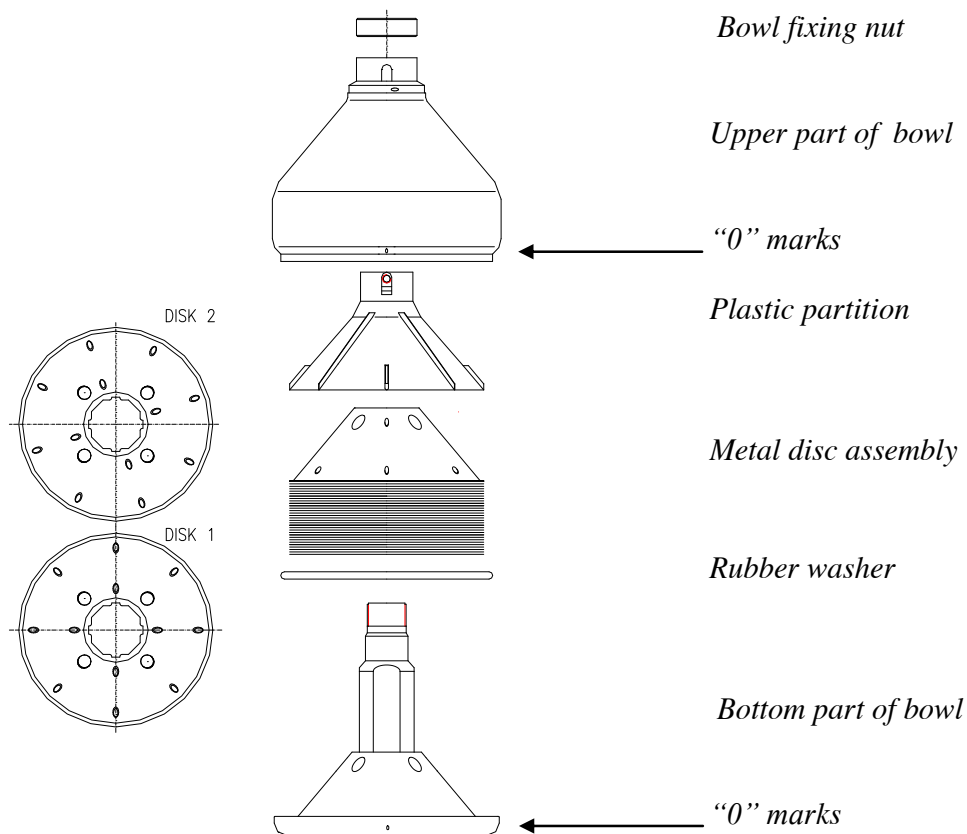 Bowl fixing nut
Upper part of bowl
“0” marks
DISK 2
Plastic partition
Metal disc assembly
DISK 1
Rubber washer
Bottom part of bowl
“0” marks